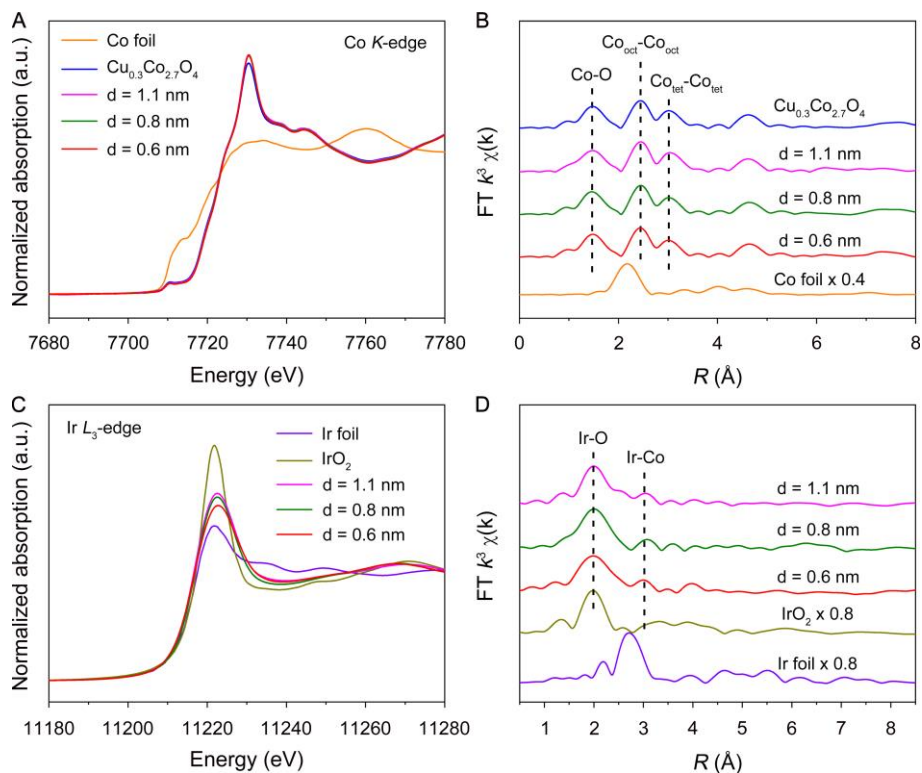 A
Co K-edge
Co foil
Cu0.3Co2.7O4
d = 1.1 nm
d = 0.8 nm
d = 0.6 nm
Normalized absorption (a.u.)
7680 7700 7720 7740 7760 7780
Energy (eV)
B
Cooct-Cooct
Co-O
Cotet-Cotet
Cu0.3Co2.7O4
d = 1.1 nm
d = 0.8 nm
d = 0.6 nm
Co foil x 0.4
FT k³ χ(k)
0 2 4 6 8
R (Å)
C
Ir L3-edge
Ir foil
IrO2
d = 1.1 nm
d = 0.8 nm
d = 0.6 nm
Normalized absorption (a.u.)
11180 11200 11220 11240 11260 11280
Energy (eV)
D
Ir-O
Ir-Co
d = 1.1 nm
d = 0.8 nm
d = 0.6 nm
IrO2 x 0.8
Ir foil x 0.8
FT k³ χ(k)
1 2 3 4 5 6 7 8
R (Å)